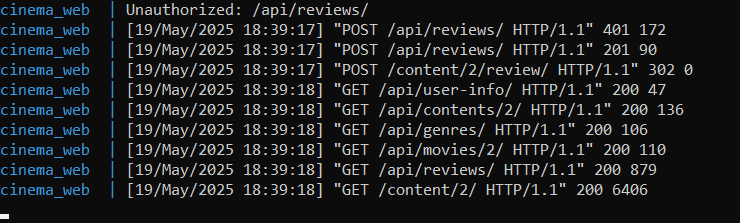 cinema_web | Unauthorized: /api/reviews/
cinema_web | [19/May/2025 18:39:17] "POST /api/reviews/ HTTP/1.1" 401 172
cinema_web | [19/May/2025 18:39:17] "POST /api/reviews/ HTTP/1.1" 201 90
cinema_web | [19/May/2025 18:39:17] "POST /content/2/review/ HTTP/1.1" 302 0
cinema_web | [19/May/2025 18:39:18] "GET /api/user-info/ HTTP/1.1" 200 47
cinema_web | [19/May/2025 18:39:18] "GET /api/contents/2/ HTTP/1.1" 200 136
cinema_web | [19/May/2025 18:39:18] "GET /api/genres/ HTTP/1.1" 200 106
cinema_web | [19/May/2025 18:39:18] "GET /api/movies/2/ HTTP/1.1" 200 110
cinema_web | [19/May/2025 18:39:18] "GET /api/reviews/ HTTP/1.1" 200 879
cinema_web | [19/May/2025 18:39:18] "GET /content/2/ HTTP/1.1" 200 6406